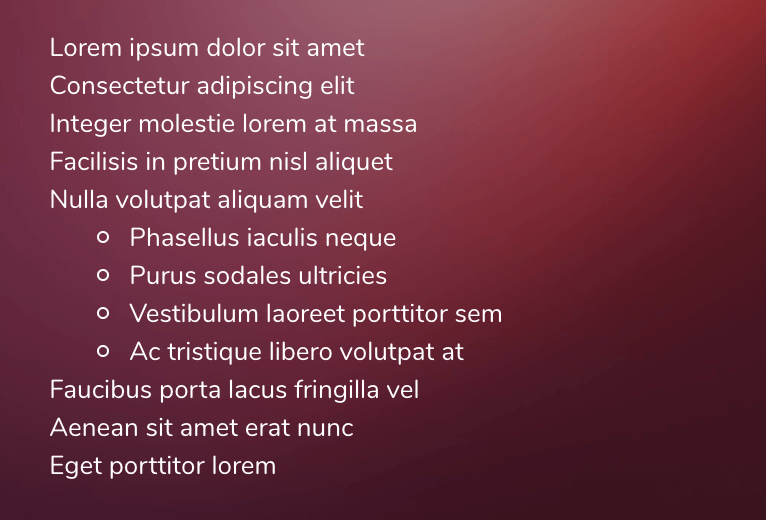 Lorem ipsum dolor sit amet
Consectetur adipiscing elit
Integer molestie lorem at massa
Facilisis in pretium nisl aliquet
Nulla volutpat aliquam velit
Phasellus iaculis neque
Purus sodales ultricies
Vestibulum laoreet porttitor sem
Ac tristique libero volutpat at
Faucibus porta lacus fringilla vel
Aenean sit amet erat nunc
Eget porttitor lorem